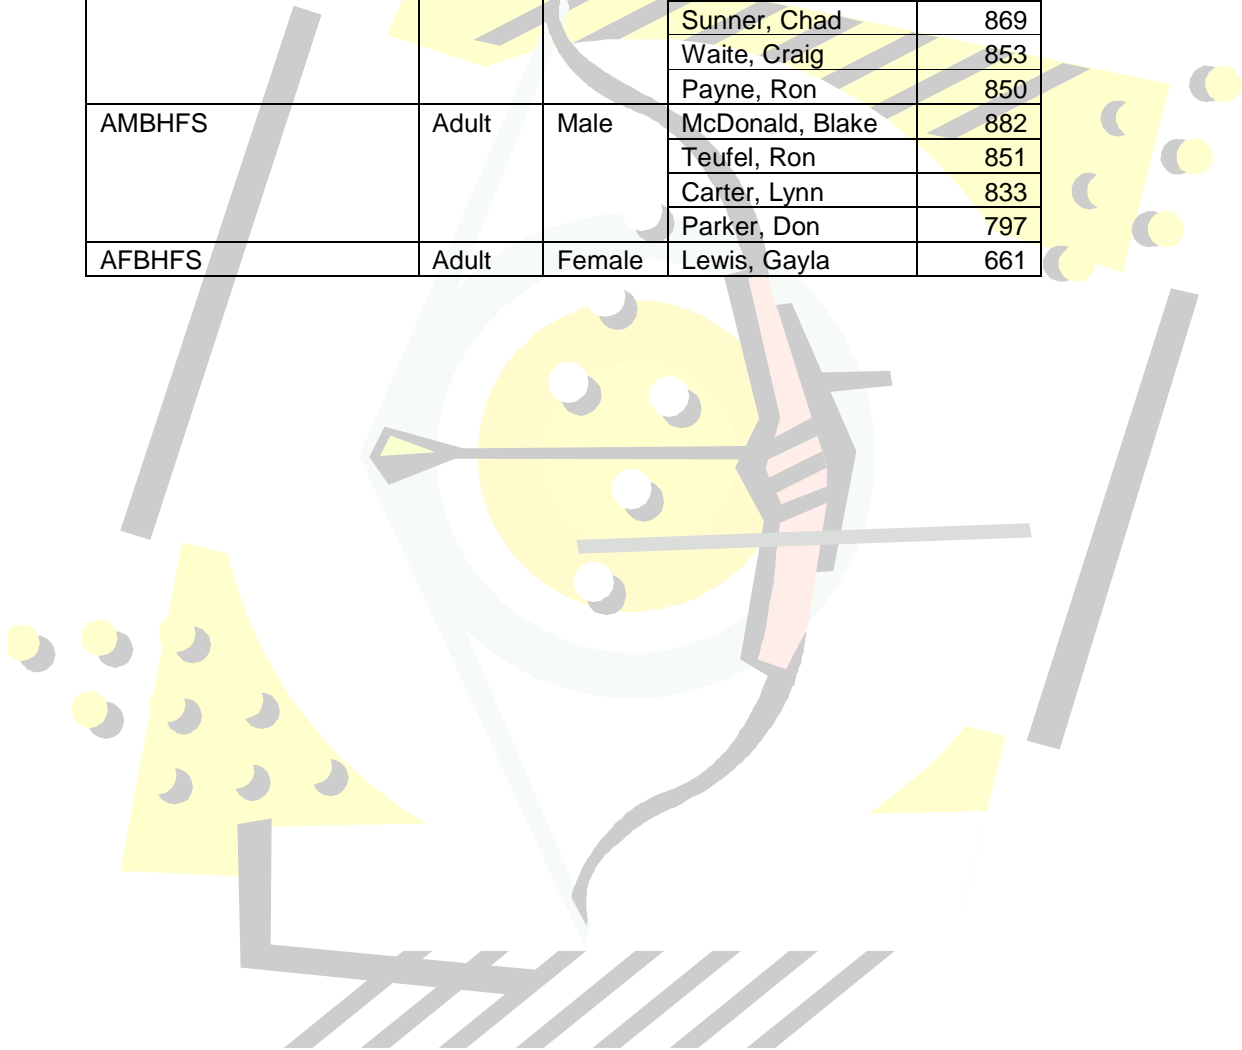 Sunner, Chad 869
Waite, Craig 853
Payne, Ron 850
AMBHFS Adult Male McDonald, Blake 882
Teufel, Ron 851
Carter, Lynn 833
Parker, Don 797
AFBHFS Adult Female Lewis, Gayla 661